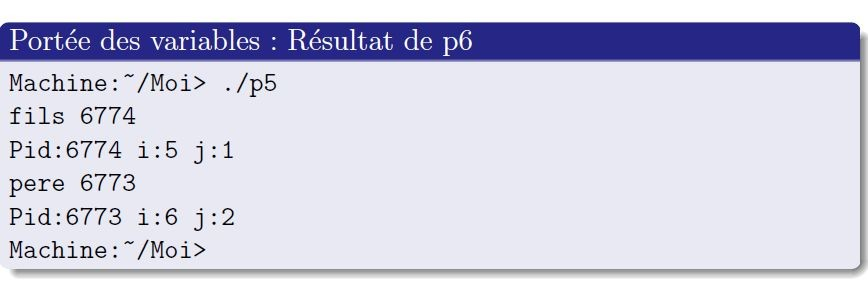 Portée des variables : Résultat de p6
Machine:~/Moi> ./p5
fils 6774
Pid:6774 i:5 j:1
pere 6773
Pid:6773 i:6 j:2
Machine:~/Moi>